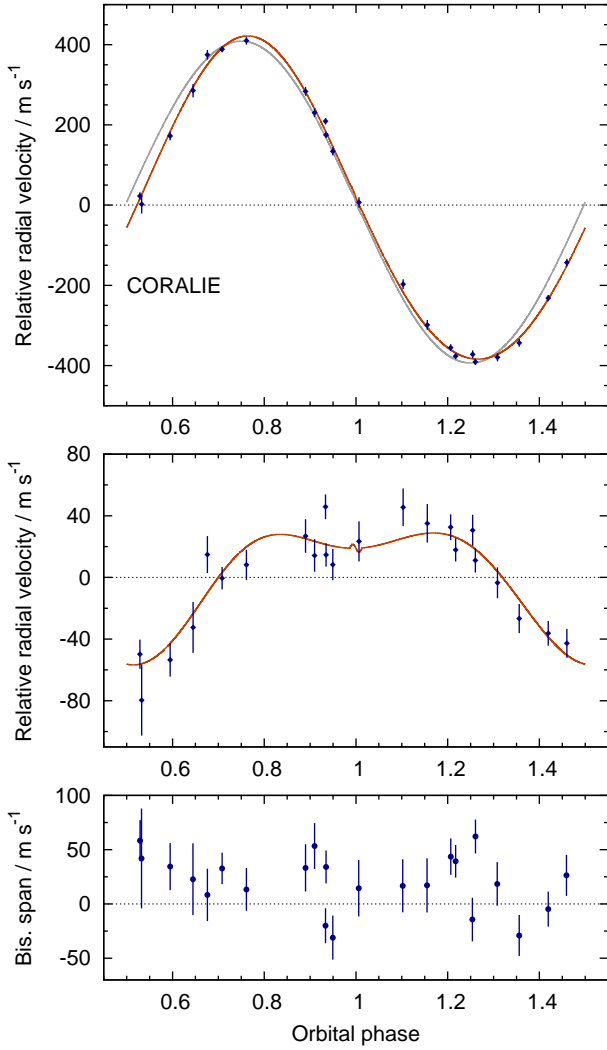 Relative radial velocity / m s-1
400
200
0
-200
-400
CORALIE
0.6 0.8 1 1.2 1.4
Relative radial velocity / m s-1
80
40
0
-40
-80
0.6 0.8 1 1.2 1.4
Bis. span / m s-1
100
50
0
-50
0.6 0.8 1 1.2 1.4
Orbital phase